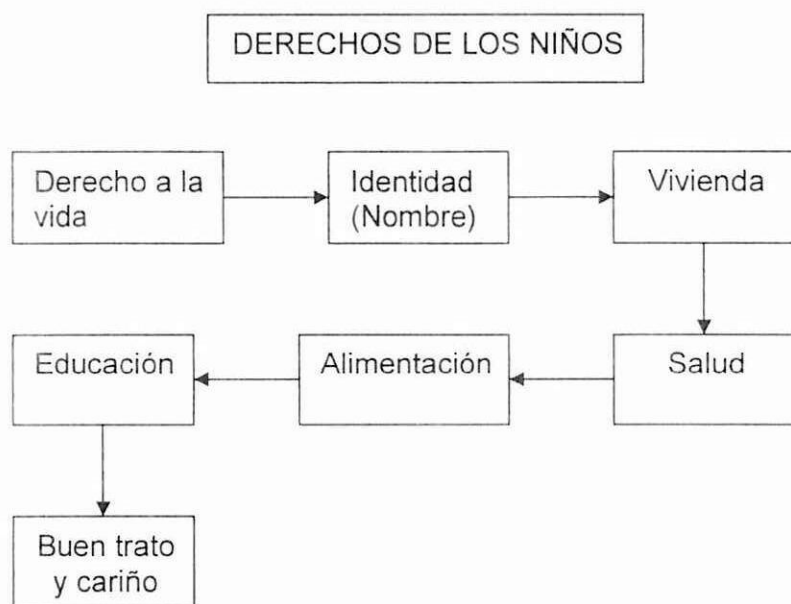 DERECHOS DE LOS NIÑOS
Derecho a la
vida
Identidad
(Nombre)
Vivienda
Salud
Alimentación
Educación
Buen trato
y cariño